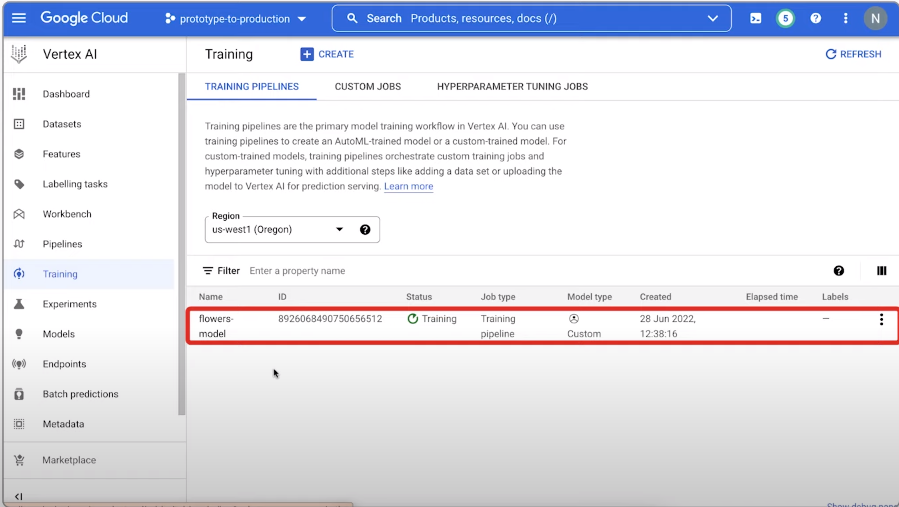 Google Cloud
prototype-to-production
Search Products, resources, docs (/)
5
N
Vertex AI
Training
CREATE
REFRESH
TRAINING PIPELINES
CUSTOM JOBS
HYPERPARAMETER TUNING JOBS
Dashboard
Datasets
Features
Labelling tasks
Workbench
Pipelines
Training
Experiments
Models
Endpoints
Batch predictions
Metadata
Marketplace
Training pipelines are the primary model training workflow in Vertex AI. You can use
training pipelines to create an AutoML-trained model or a custom-trained model. For
custom-trained models, training pipelines orchestrate custom training jobs and
hyperparameter tuning with additional steps like adding a data set or uploading the
model to Vertex AI for prediction serving. Learn more
Region
us-west1 (Oregon)
Filter Enter a property name
Name ID Status Job type Model type Created Elapsed time Labels
flowers- 8926068490750656512 Training Training 28 Jun 2022, –
model pipeline Custom 12:38:16
Show debug panel